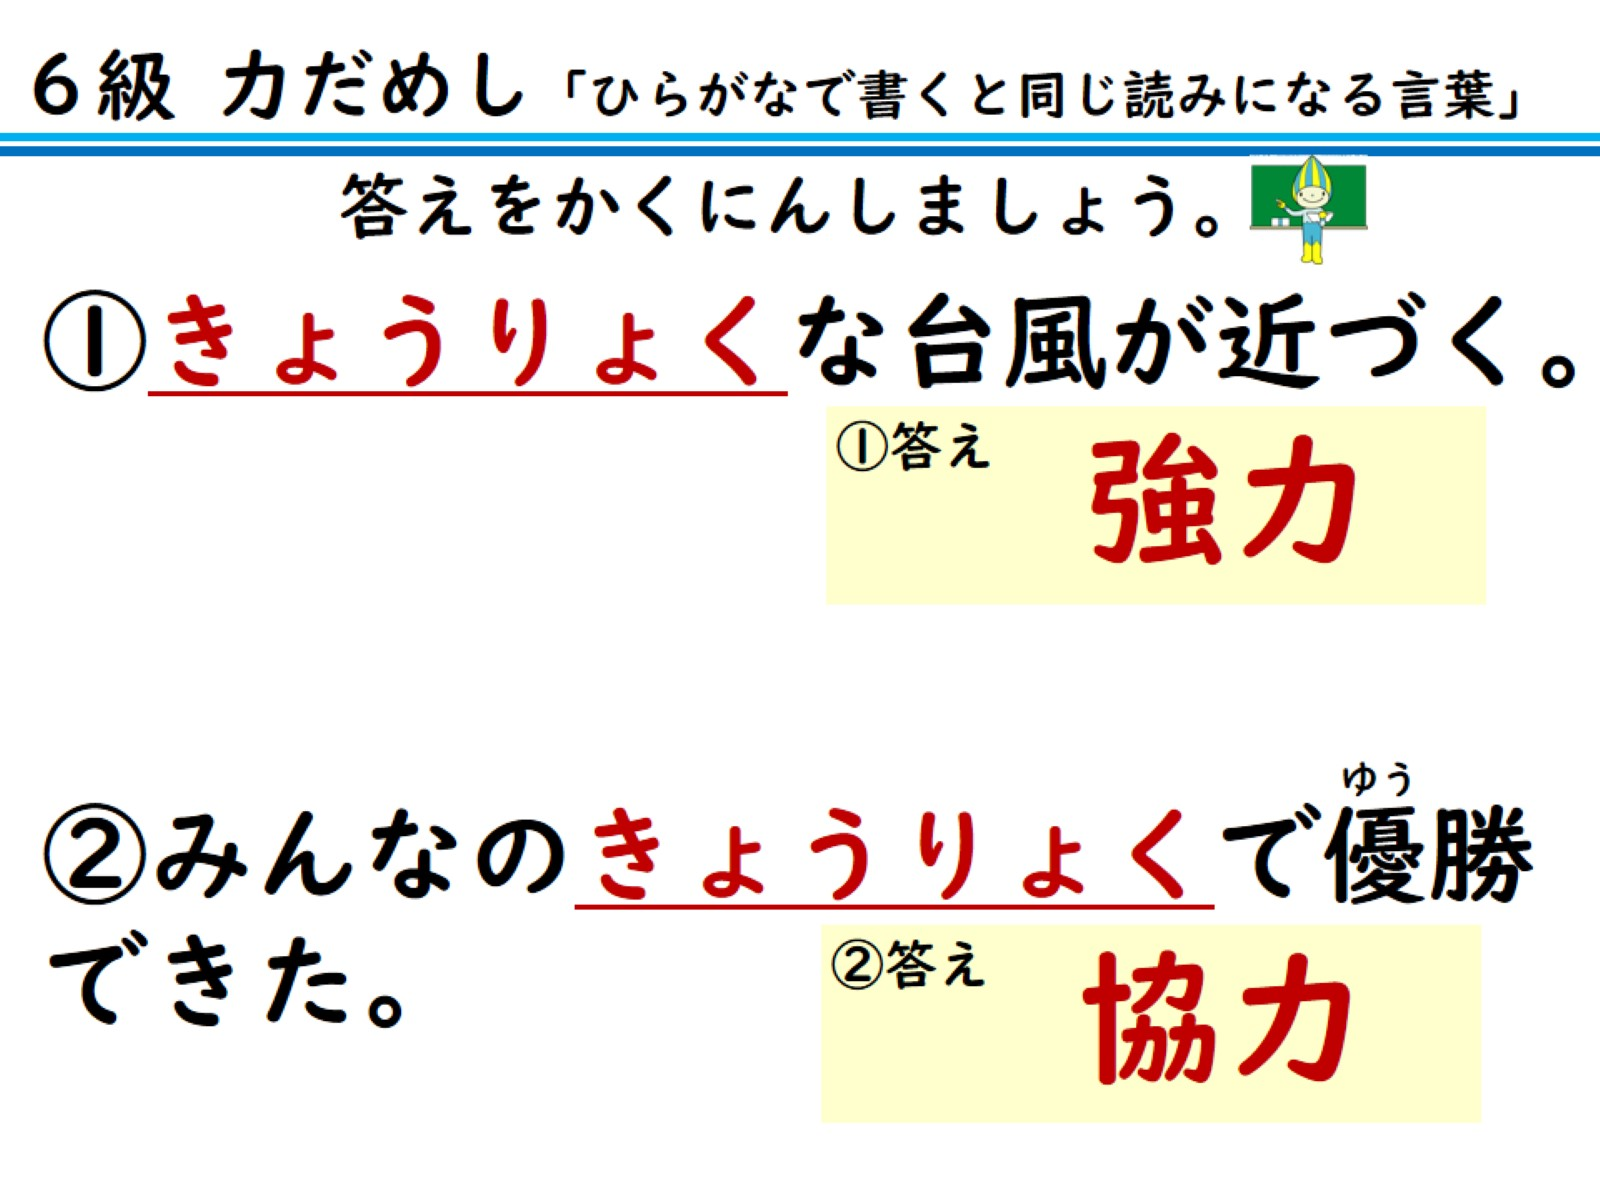 ６級 力だめし「ひらがなで書くと同じ読みになる言葉」
答えをかくにんしましょう。
①きょうりょくな台風が近づく。
①答え 強力
ゆう
②みんなのきょうりょくで優勝
できた。
②答え 協力